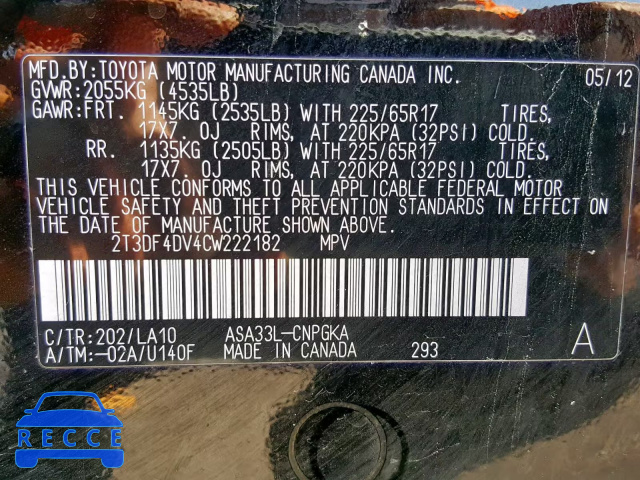 MFD.BY:TOYOTA MOTOR MANUFACTURING CANADA INC. 05/12
GVWR:2055KG (4535LB)
GAWR:FRT. 1145KG (2535LB) WITH 225/65R17 TIRES,
17X7.0J RIMS, AT 220KPA (32PSI) COLD.
RR. 1135KG (2505LB) WITH 225/65R17 TIRES,
17X7.0J RIMS, AT 220KPA (32PSI) COLD.
THIS VEHICLE CONFORMS TO ALL APPLICABLE FEDERAL MOTOR
VEHICLE SAFETY AND THEFT PREVENTION STANDARDS IN EFFECT ON
THE DATE OF MANUFACTURE SHOWN ABOVE.
2T3DF4DV4CW222182 MPV
C/TR:202/LA10 ASA33L-CNPGKA
A/TM:-02A/U140F MADE IN CANADA 293 A
RECCE